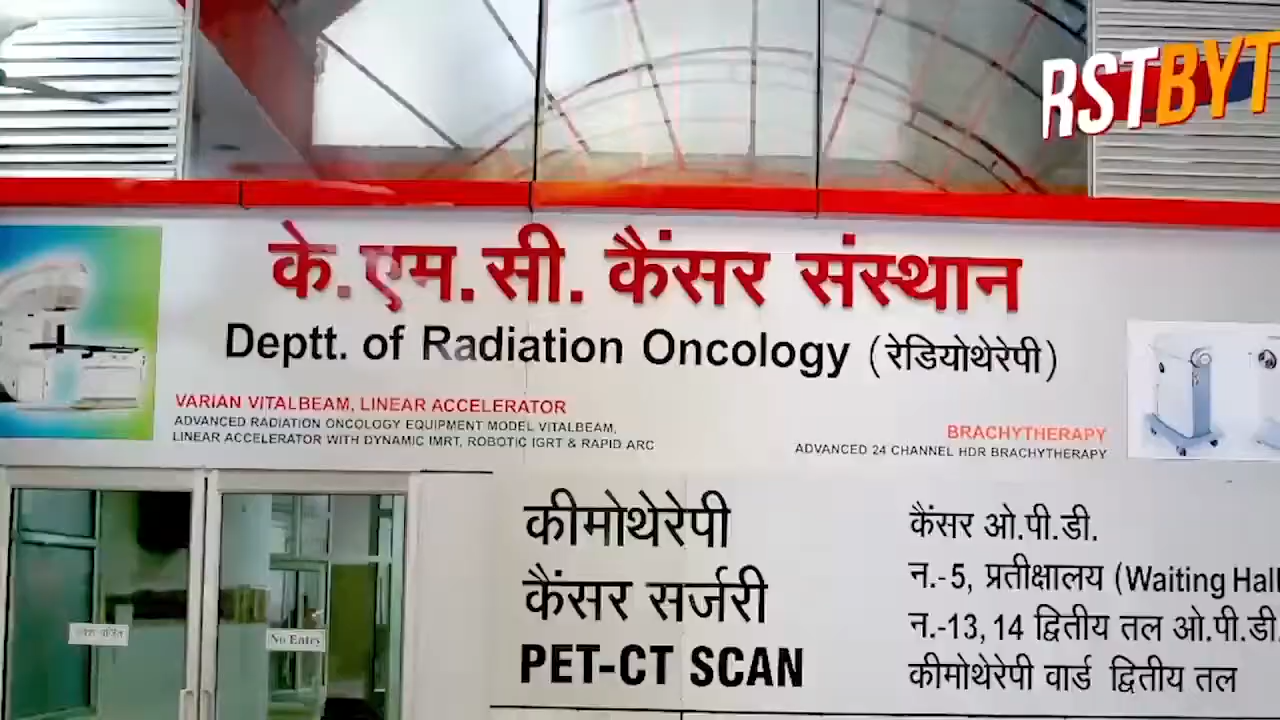 RSTBYT
के.एम.सी. कैंसर संस्थान
Deptt. of Radiation Oncology (रेडियोथेरेपी)
VARIAN VITALBEAM, LINEAR ACCELERATOR
ADVANCED RADIATION ONCOLOGY EQUIPMENT MODEL VITALBEAM,
LINEAR ACCELERATOR WITH DYNAMIC IMRT, ROBOTIC IGRT & RAPID ARC
BRACHYTHERAPY
ADVANCED 24 CHANNEL HDR BRACHYTHERAPY
कीमोथेरेपी
कैंसर सर्जरी
PET-CT SCAN
कैंसर ओ.पी.डी.
न.-5, प्रतीक्षालय (Waiting Hall
न.-13, 14 द्वितीय तल ओ.पी.डी.
कीमोथेरेपी वार्ड द्वितीय तल
No Entry